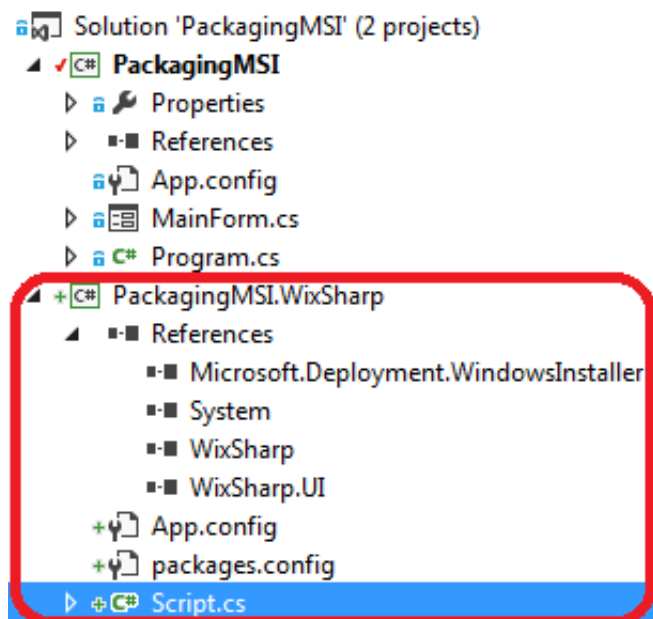 Solution 'PackagingMSI' (2 projects)
C# PackagingMSI
Properties
References
App.config
MainForm.cs
C# Program.cs
C# PackagingMSI.WixSharp
References
Microsoft.Deployment.WindowsInstaller
System
WixSharp
WixSharp.UI
App.config
packages.config
C# Script.cs